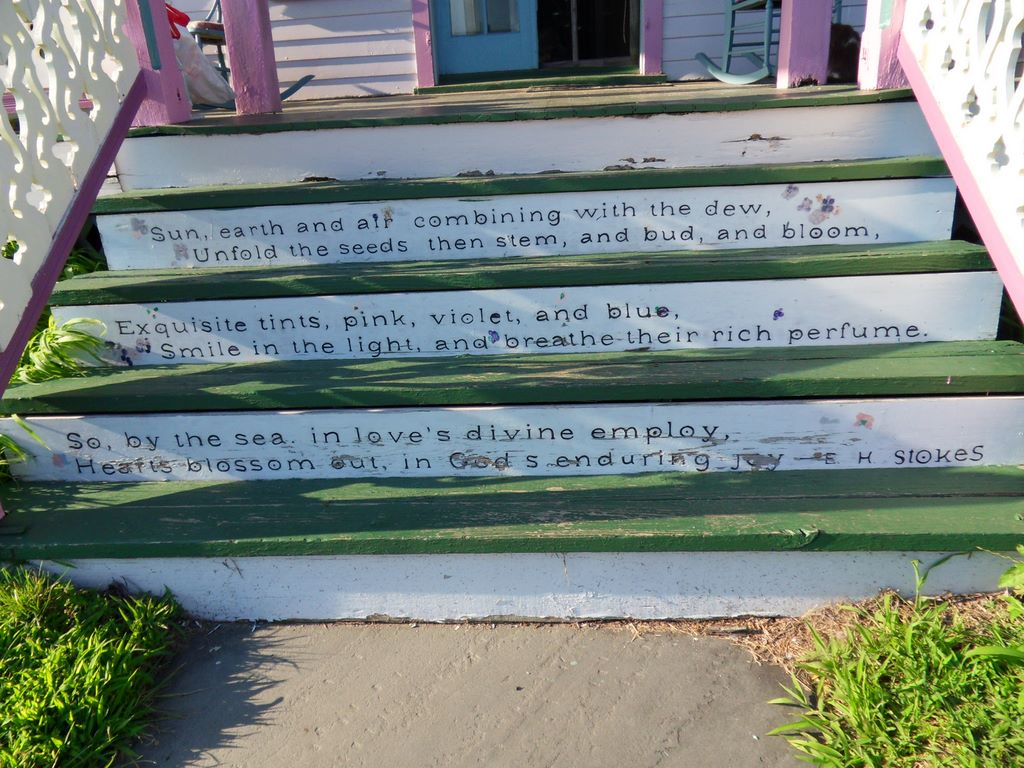 Sun, earth and air combining with the dew,
Unfold the seeds then stem, and bud, and bloom,
Exquisite tints, pink, violet, and blue,
Smile in the light, and breathe their rich perfume.
So, by the sea. in love's divine employ,
Hearts blossom out, in God s enduring joy — E. H. Stokes